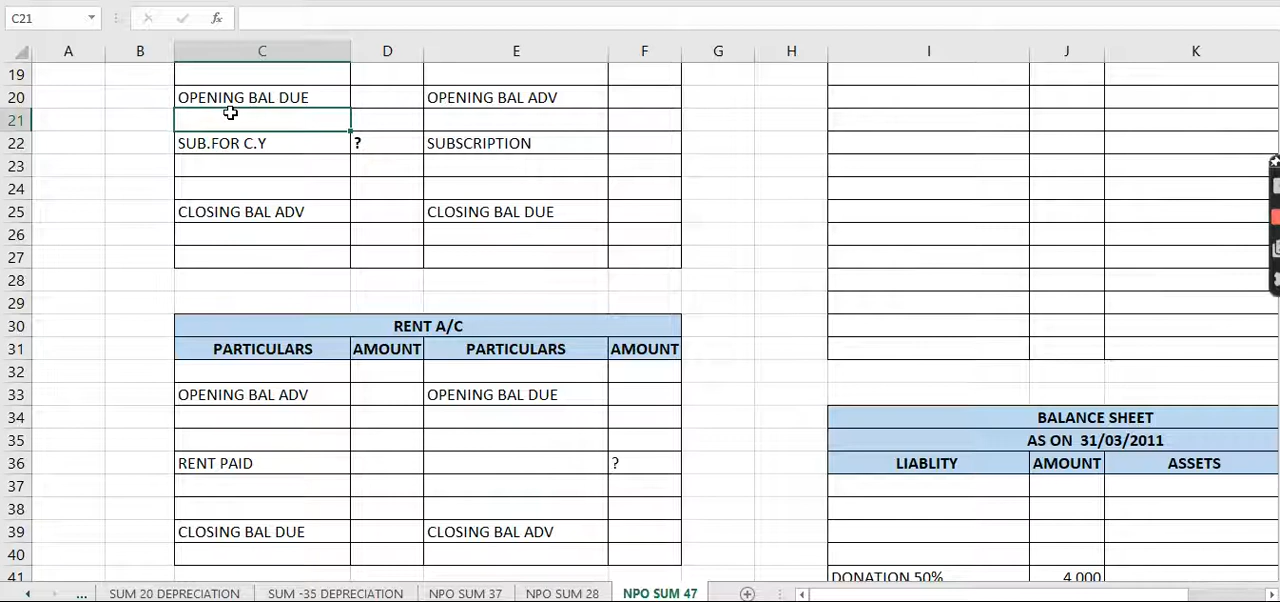 C21
fx
A B C D E F G H I J K
19
20 OPENING BAL DUE OPENING BAL ADV
21
22 SUB.FOR C.Y ? SUBSCRIPTION
23
24
25 CLOSING BAL ADV CLOSING BAL DUE
26
27
28
29
30 RENT A/C
31 PARTICULARS AMOUNT PARTICULARS AMOUNT
32
33 OPENING BAL ADV OPENING BAL DUE
34 BALANCE SHEET
35 AS ON 31/03/2011
36 RENT PAID ? LIABLITY AMOUNT ASSETS
37
38
39 CLOSING BAL DUE CLOSING BAL ADV
40
41 DONATION 50% 4,000
... SUM 20 DEPRECIATION SUM -35 DEPRECIATION NPO SUM 37 NPO SUM 28 NPO SUM 47